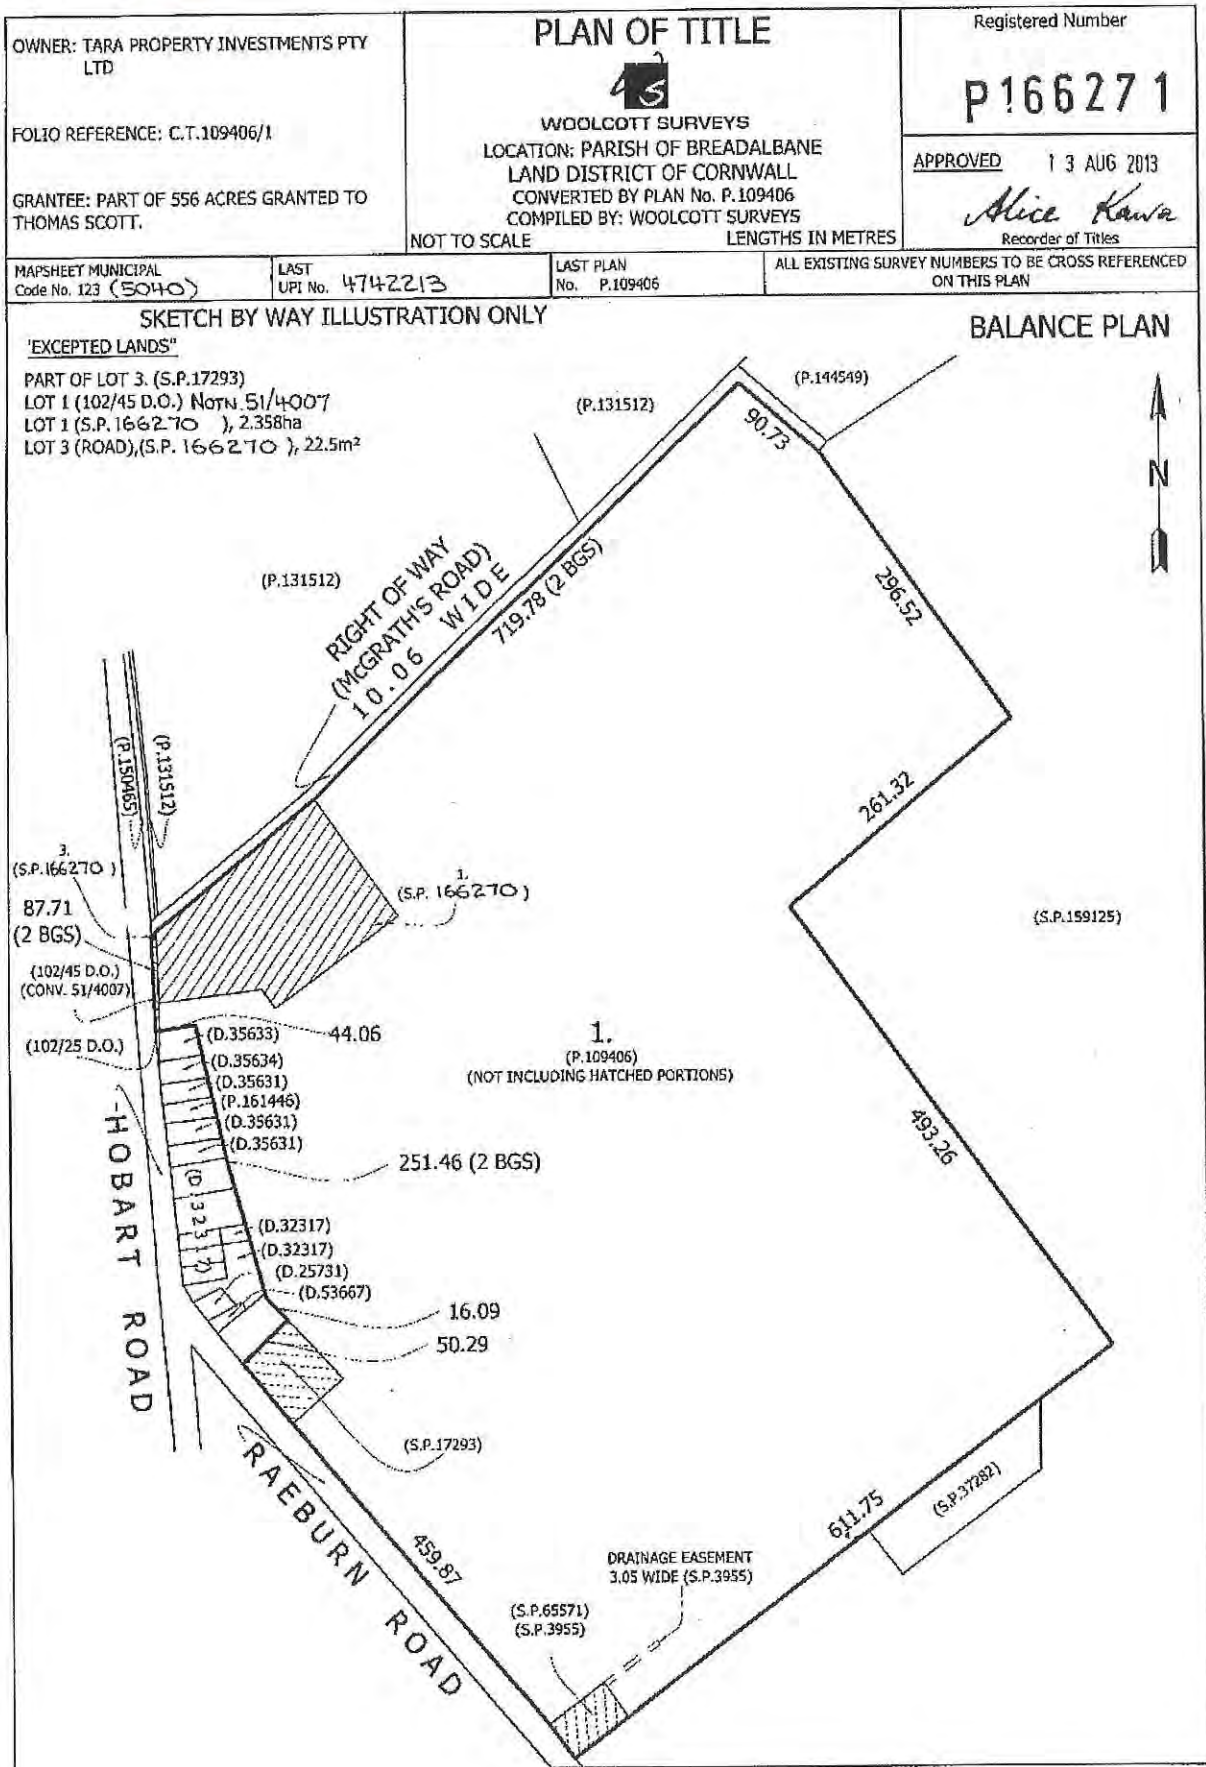 OWNER: TARA PROPERTY INVESTMENTS PTY
LTD
FOLIO REFERENCE: C.T.109406/1
GRANTEE: PART OF 556 ACRES GRANTED TO
THOMAS SCOTT.
PLAN OF TITLE
WOOLCOTT SURVEYS
LOCATION: PARISH OF BREADALBANE
LAND DISTRICT OF CORNWALL
CONVERTED BY PLAN No. P.109406
COMPILED BY: WOOLCOTT SURVEYS
NOT TO SCALE
LENGTHS IN METRES
Registered Number
P166271
APPROVED 13 AUG 2013
Alice Kawa
Recorder of Titles
MAPSHEET MUNICIPAL
Code No. 123 (5040)
LAST
UPI No. 4742213
LAST PLAN
No. P.109406
ALL EXISTING SURVEY NUMBERS TO BE CROSS REFERENCED
ON THIS PLAN
SKETCH BY WAY ILLUSTRATION ONLY
BALANCE PLAN
'EXCEPTED LANDS"
PART OF LOT 3. (S.P.17293)
LOT 1 (102/45 D.O.) NOTN. 51/4007
LOT 1 (S.P. 166270 ), 2.358ha
LOT 3 (ROAD),(S.P. 166270 ), 22.5m²
(P.144549)
(P.131512)
90.73
N
RIGHT OF WAY
(McGRATH'S ROAD)
10.06 WIDE
719.78 (2 BGS)
(P.131512)
296.52
(P.150465)
(P.131512)
261.32
3.
(S.P.166270 )
1.
(S.P. 166270 )
87.71
(2 BGS)
(S.P.159125)
(102/45 D.O.)
(CONV. 51/4007)
(102/25 D.O.)
44.06
(D.35633)
(D.35634)
(D.35631)
(P.161446)
(D.35631)
(D.35631)
1.
(P.109406)
(NOT INCLUDING HATCHED PORTIONS)
493.26
251.46 (2 BGS)
(D.32317)
(D.32317)
(D.32317)
(D.25731)
(D.53667)
16.09
50.29
HOBART ROAD
(S.P.17293)
RAEBURN ROAD
459.87
611.75
(S.P.37282)
DRAINAGE EASEMENT
3.05 WIDE (S.P.3955)
(S.P.65571)
(S.P.3955)